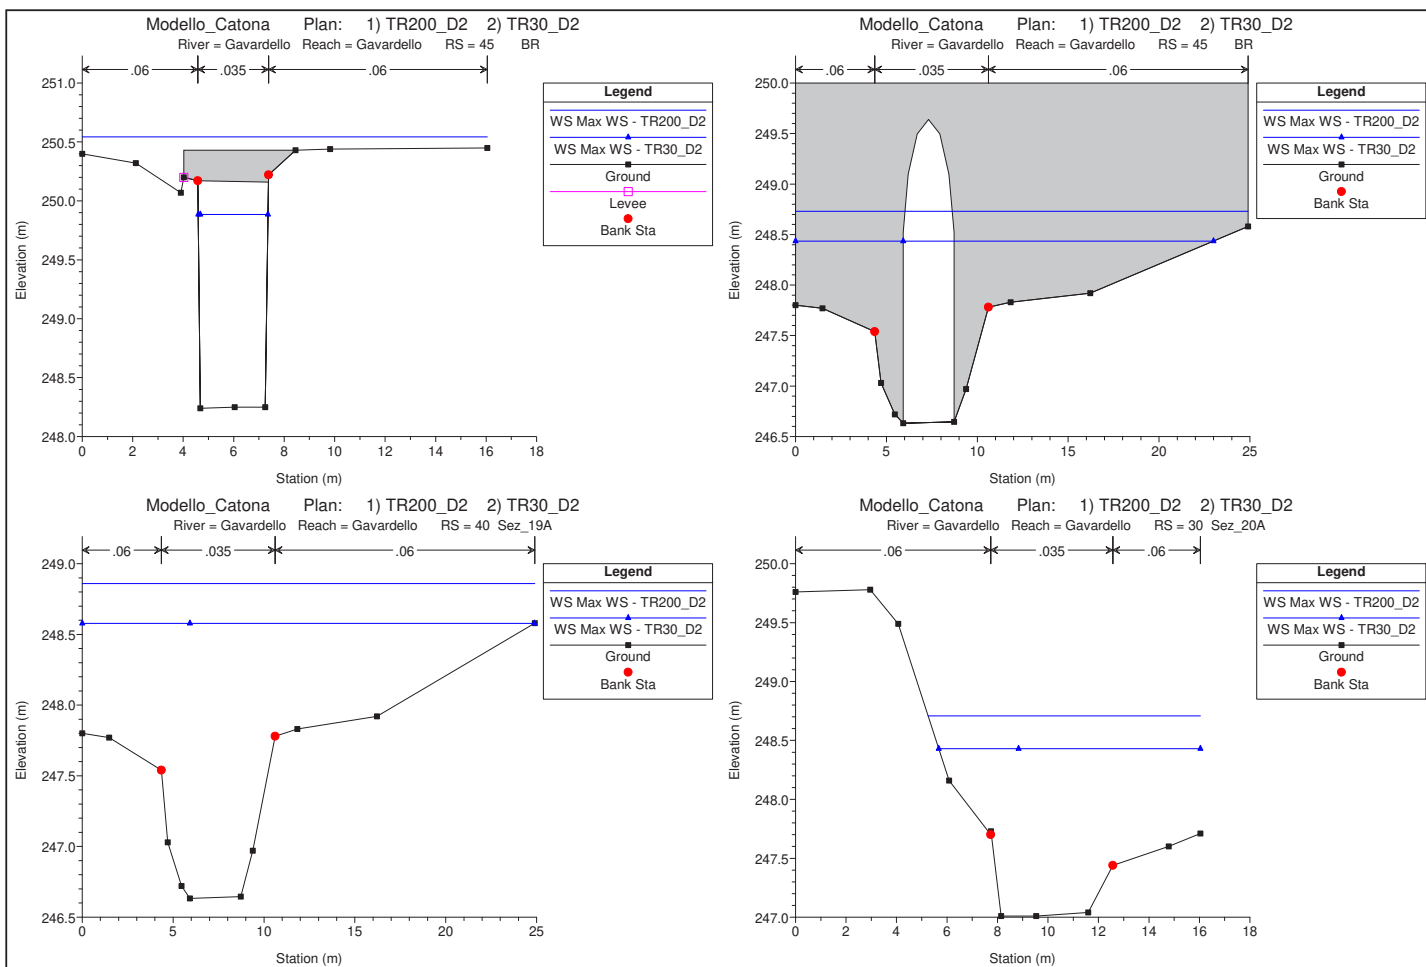 Modello_Catona Plan: 1) TR200_D2 2) TR30_D2
River = Gavardello Reach = Gavardello RS = 45 BR
.06 .035 .06
251.0
250.5
250.0
249.5
249.0
248.5
248.0
Elevation (m)
0 2 4 6 8 10 12 14 16 18
Station (m)
Legend
WS Max WS - TR200_D2
WS Max WS - TR30_D2
Ground
Levee
Bank Sta
Modello_Catona Plan: 1) TR200_D2 2) TR30_D2
River = Gavardello Reach = Gavardello RS = 45 BR
.06 .035 .06
250.0
249.5
249.0
248.5
248.0
247.5
247.0
246.5
Elevation (m)
0 5 10 15 20 25
Station (m)
Legend
WS Max WS - TR200_D2
WS Max WS - TR30_D2
Ground
Bank Sta
Modello_Catona Plan: 1) TR200_D2 2) TR30_D2
River = Gavardello Reach = Gavardello RS = 40 Sez_19A
.06 .035 .06
249.0
248.5
248.0
247.5
247.0
246.5
Elevation (m)
0 5 10 15 20 25
Station (m)
Legend
WS Max WS - TR200_D2
WS Max WS - TR30_D2
Ground
Bank Sta
Modello_Catona Plan: 1) TR200_D2 2) TR30_D2
River = Gavardello Reach = Gavardello RS = 30 Sez_20A
.06 .035 .06
250.0
249.5
249.0
248.5
248.0
247.5
247.0
Elevation (m)
0 2 4 6 8 10 12 14 16 18
Station (m)
Legend
WS Max WS - TR200_D2
WS Max WS - TR30_D2
Ground
Bank Sta